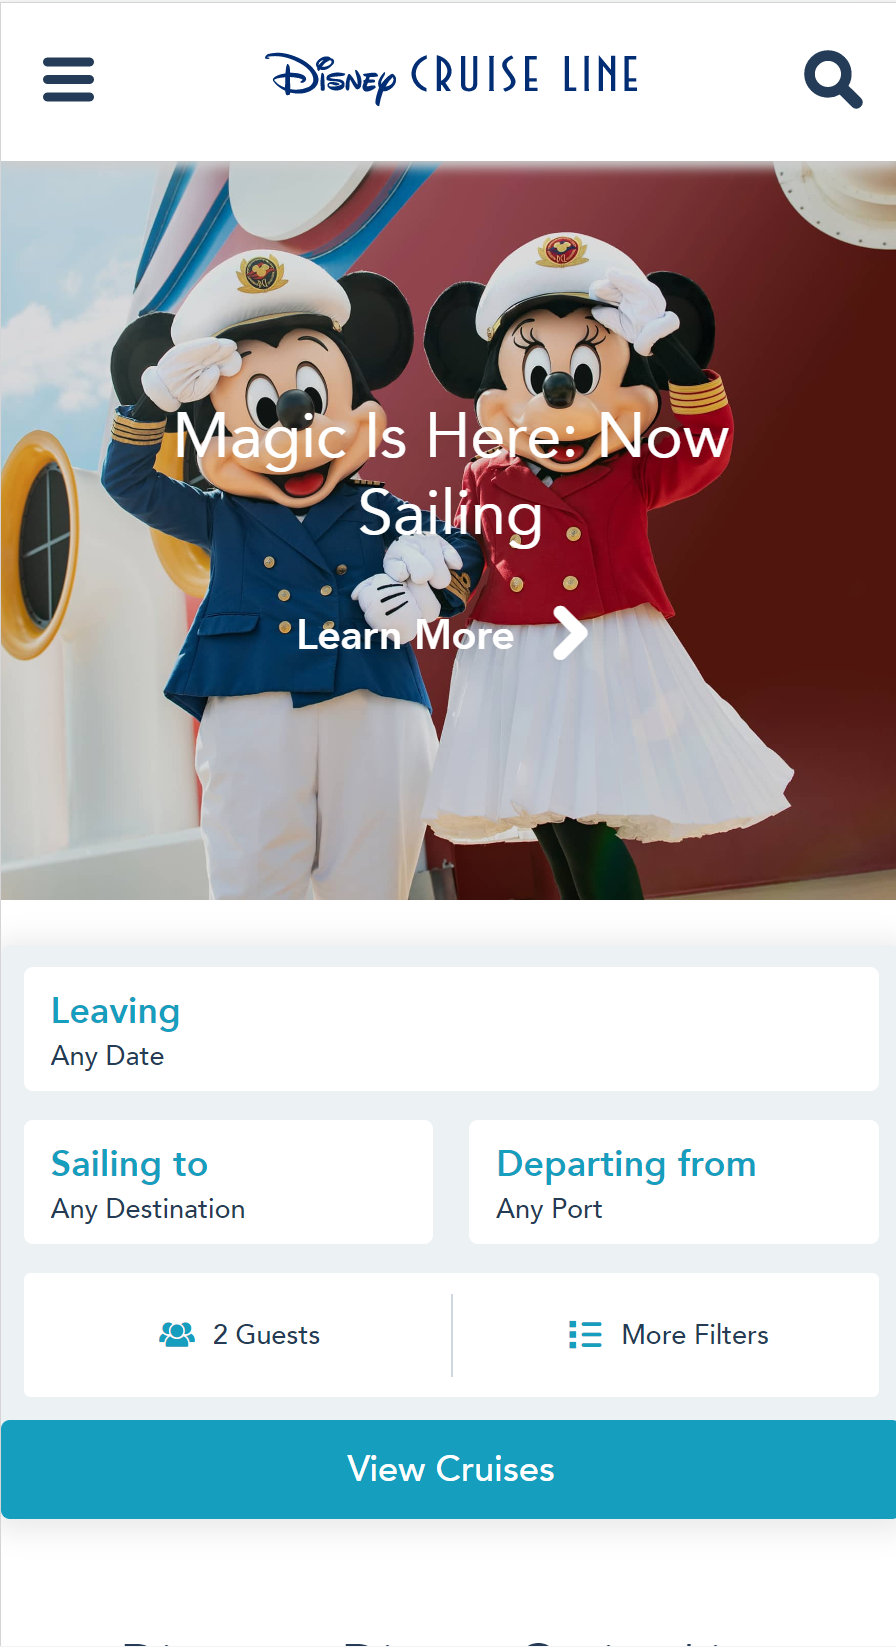 Disney CRUISE LINE
Magic Is Here: Now
Sailing
Learn More
Leaving
Any Date
Sailing to
Any Destination
Departing from
Any Port
2 Guests
More Filters
View Cruises